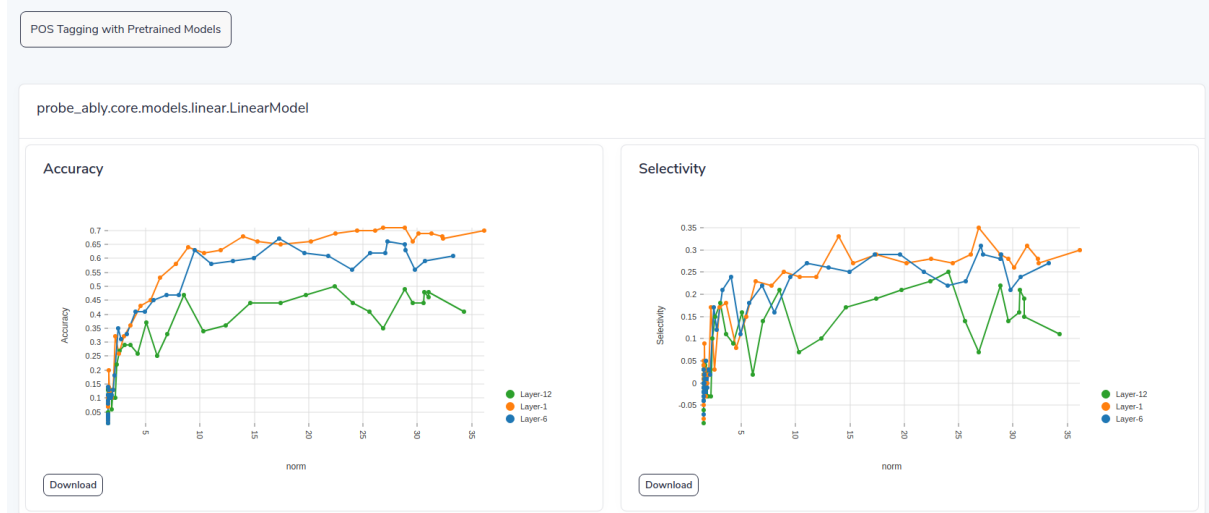 POS Tagging with Pretrained Models
probe_ably.core.models.linear.LinearModel
Accuracy
0.7
0.65
0.6
0.55
0.5
0.45
0.4
0.35
0.3
0.25
0.2
0.15
0.1
0.05
Accuracy
5
10
15
20
25
30
35
norm
Layer-12
Layer-1
Layer-6
Download
Selectivity
0.35
0.3
0.25
0.2
0.15
0.1
0.05
0
-0.05
Selectivity
5
10
15
20
25
30
35
norm
Layer-12
Layer-1
Layer-6
Download